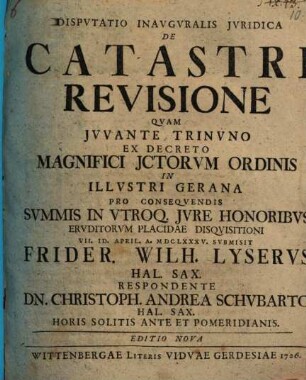 DISPVTATIO INAVGVRALIS JVRIDICA
DE
CATASTRI
REVISIONE
QVAM
JVVANTE TRINVNO
EX DECRETO
MAGNIFICI JCTORVM ORDINIS
IN
ILLVSTRI GERANA
PRO CONSEQVENDIS
SVMMIS IN VTROQ. JVRE HONORIBVS
ERVDITORVM PLACIDAE DISQVISITIONI
VII. ID. APRIL. A. MDCLXXXV. SVBMISIT
FRIDER. WILH. LYSERVS
HAL. SAX.
RESPONDENTE
DN. CHRISTOPH. ANDREA SCHVBARTO
HAL. SAX.
HORIS SOLITIS ANTE ET POMERIDIANIS.
EDITIO NOVA
WITTENBERGAE LITERIS VIDVAE GERDESIAE 1726.